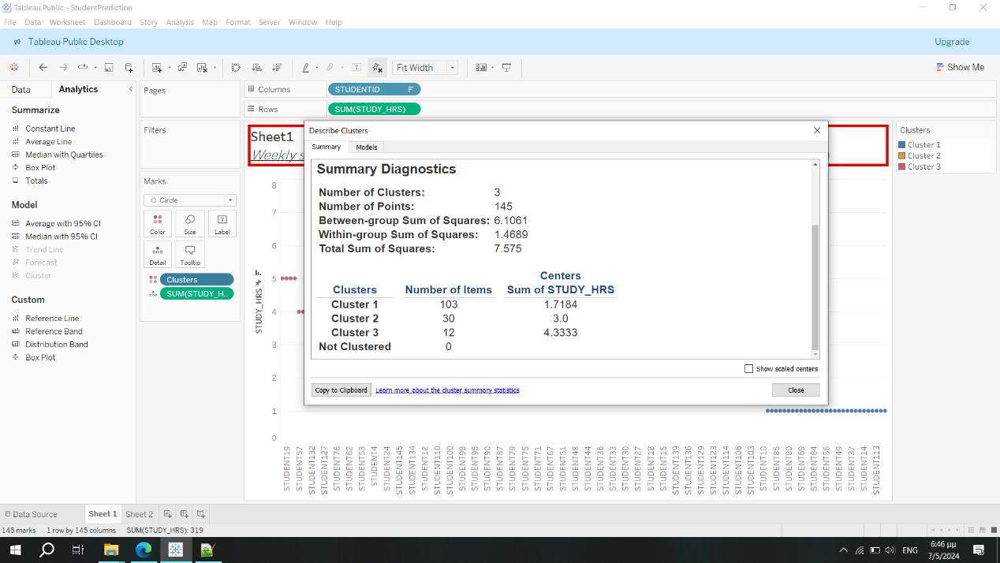 Tableau Public - StudentPrediction
File Data Worksheet Dashboard Story Analysis Map Format Server Window Help
Tableau Public Desktop
Upgrade
Fit Width
Show Me
Data Analytics
Summarize
Constant Line
Average Line
Median with Quartiles
Box Plot
Totals
Model
Average with 95% CI
Median with 95% CI
Trend Line
Forecast
Cluster
Custom
Reference Line
Reference Band
Distribution Band
Box Plot
Pages
Filters
Marks
Circle
Color Size Label
Detail Tooltip
Clusters
SUM(STUDY_H..
Columns STUDENTID
Rows SUM(STUDY_HRS)
Sheet1
Weekly
Describe Clusters
Summary Models
Summary Diagnostics
Number of Clusters: 3
Number of Points: 145
Between-group Sum of Squares: 6.1061
Within-group Sum of Squares: 1.4689
Total Sum of Squares: 7.575
Centers
Clusters Number of Items Sum of STUDY_HRS
Cluster 1 103 1.7184
Cluster 2 30 3.0
Cluster 3 12 4.3333
Not Clustered 0
Show scaled centers
Copy to Clipboard Learn more about the cluster summary statistics Close
Clusters
Cluster 1
Cluster 2
Cluster 3
STUDY_HRS
8
7
6
5
4
3
2
1
0
STUDENT19
STUDENT57
STUDENT132
STUDENT127
STUDENT76
STUDENT62
STUDENT53
STUDENT4
STUDENT24
STUDENT145
STUDENT134
STUDENT12
STUDENT110
STUDENT100
STUDENT98
STUDENT95
STUDENT90
STUDENT87
STUDENT79
STUDENT75
STUDENT71
STUDENT67
STUDENT51
STUDENT48
STUDENT44
STUDENT36
STUDENT33
STUDENT30
STUDENT27
STUDENT18
STUDENT15
STUDENT139
STUDENT136
STUDENT129
STUDENT123
STUDENT114
STUDENT106
STUDENT103
STUDENT10
STUDENT85
STUDENT80
STUDENT69
STUDENT64
STUDENT56
STUDENT49
STUDENT37
STUDENT14
STUDENT113
Data Source Sheet 1 Sheet 2
145 marks 1 row by 145 columns SUM(STUDY_HRS): 319
ENG
6:46 μμ
7/5/2024